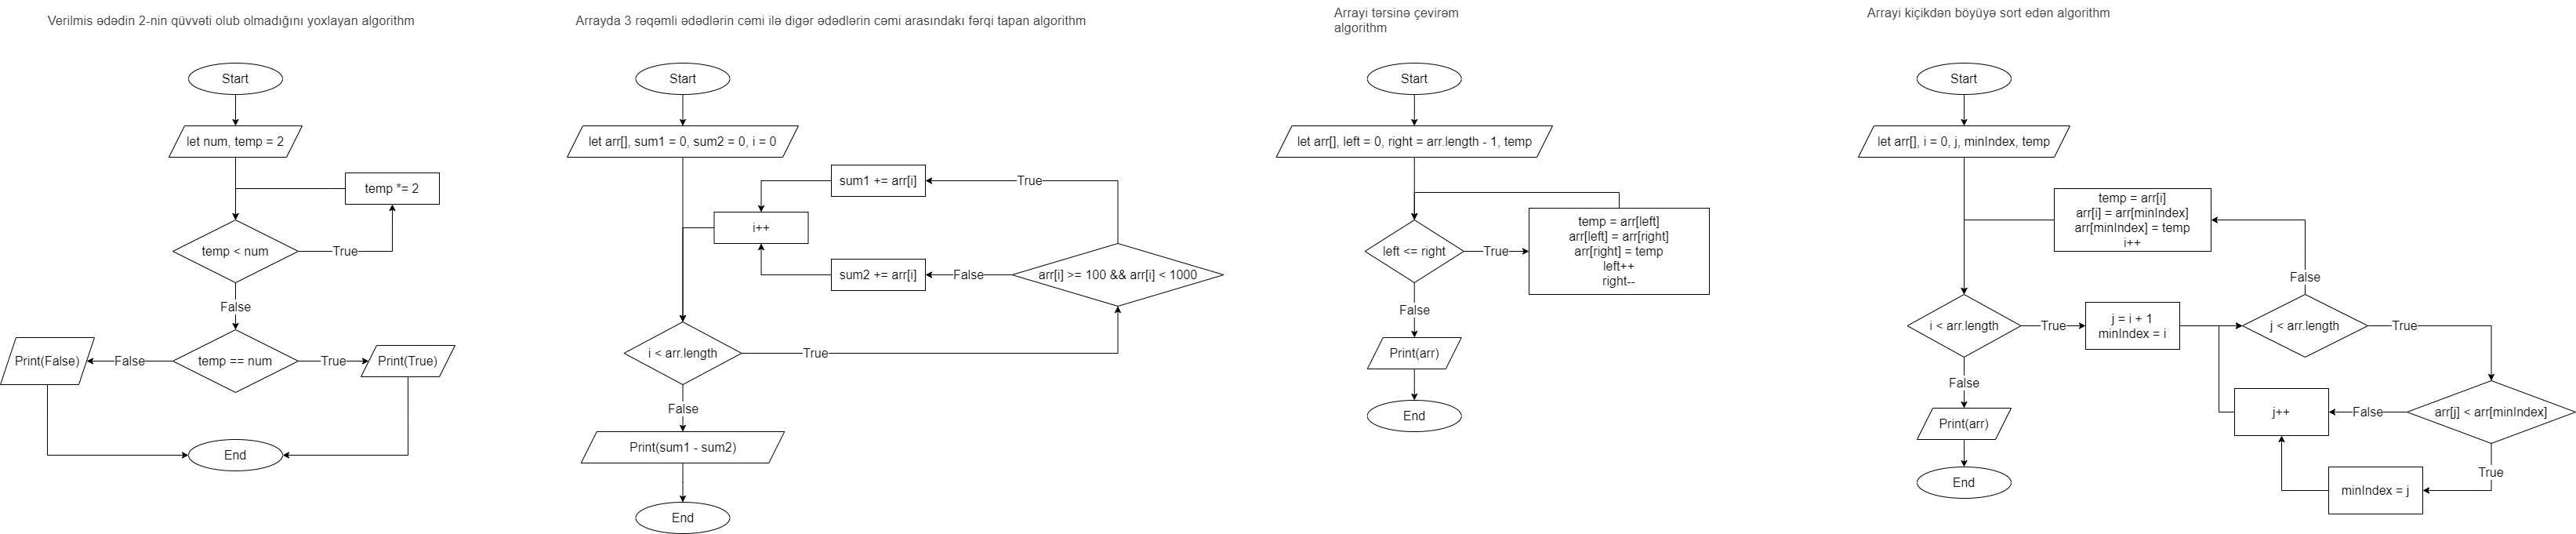 Verilmis ədədin 2-nin qüvvəti olub olmadığını yoxlayan algorithm
Start
let num, temp = 2
temp *= 2
temp < num
True
False
temp == num
False
True
Print(False)
Print(True)
End
Arrayda 3 rəqəmli ədədlərin cəmi ilə digər ədədlərin cəmi arasındakı fərqi tapan algorithm
Start
let arr[], sum1 = 0, sum2 = 0, i = 0
sum1 += arr[i]
True
i++
sum2 += arr[i]
False
arr[i] >= 100 && arr[i] < 1000
i < arr.length
True
False
Print(sum1 - sum2)
End
Arrayi tərsinə çevirəm
algorithm
Start
let arr[], left = 0, right = arr.length - 1, temp
left <= right
True
temp = arr[left]
arr[left] = arr[right]
arr[right] = temp
left++
right--
False
Print(arr)
End
Arrayi kiçikdən böyüyə sort edən algorithm
Start
let arr[], i = 0, j, minIndex, temp
temp = arr[i]
arr[i] = arr[minIndex]
arr[minIndex] = temp
i++
False
i < arr.length
True
j = i + 1
minIndex = i
j < arr.length
True
False
Print(arr)
End
j++
False
arr[j] < arr[minIndex]
True
minIndex = j